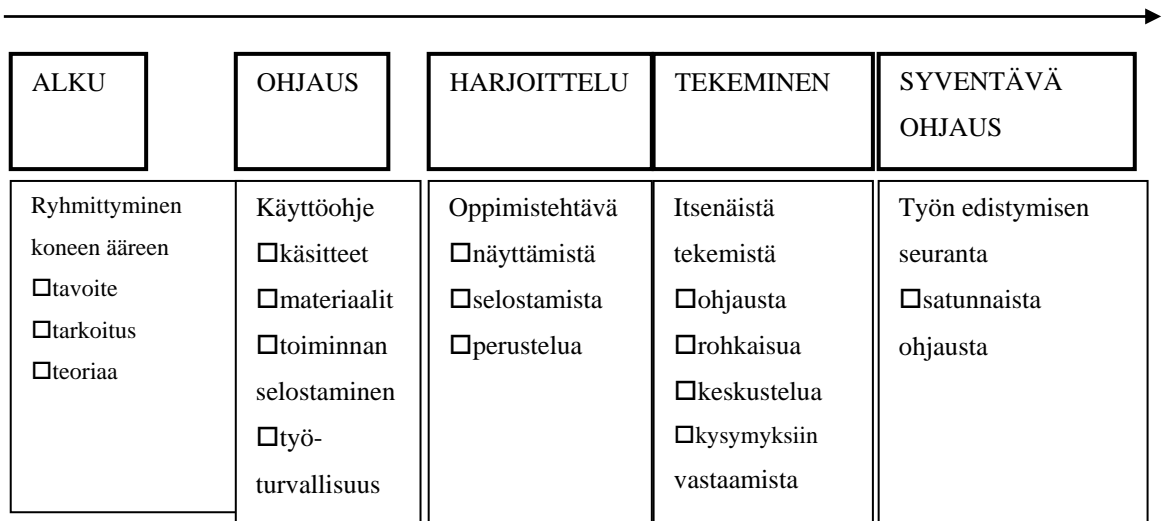 ALKU
OHJAUS
HARJOITTELU
TEKEMINEN
SYVENTÄVÄ
OHJAUS
Ryhmittyminen
koneen ääreen
☐tavoite
☐tarkoitus
☐teoriaa
Käyttöohje
☐käsitteet
☐materiaalit
☐toiminnan
selostaminen
☐työ-
turvallisuus
Oppimistehtävä
☐näyttämistä
☐selostamista
☐perustelua
Itsenäistä
tekemistä
☐ohjausta
☐rohkaisua
☐keskustelua
☐kysymyksiin
vastaamista
Työn edistymisen
seuranta
☐satunnaista
ohjausta